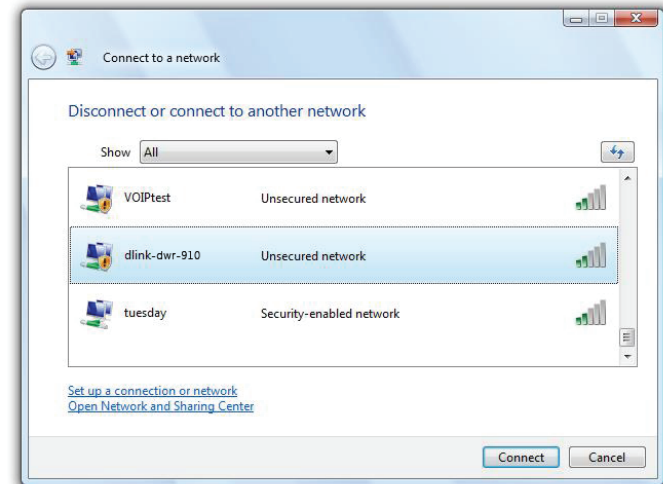 Connect to a network
Disconnect or connect to another network
Show All
VOIPtest Unsecured network
dlink-dwr-910 Unsecured network
tuesday Security-enabled network
Set up a connection or network
Open Network and Sharing Center
Connect Cancel